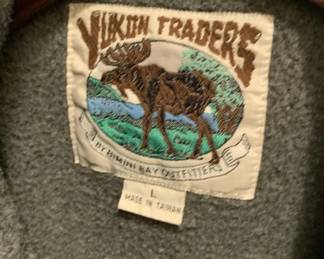 YUKON TRADERS
BY BIMINI BAY OUTFITTERS
L
MADE IN TAIWAN